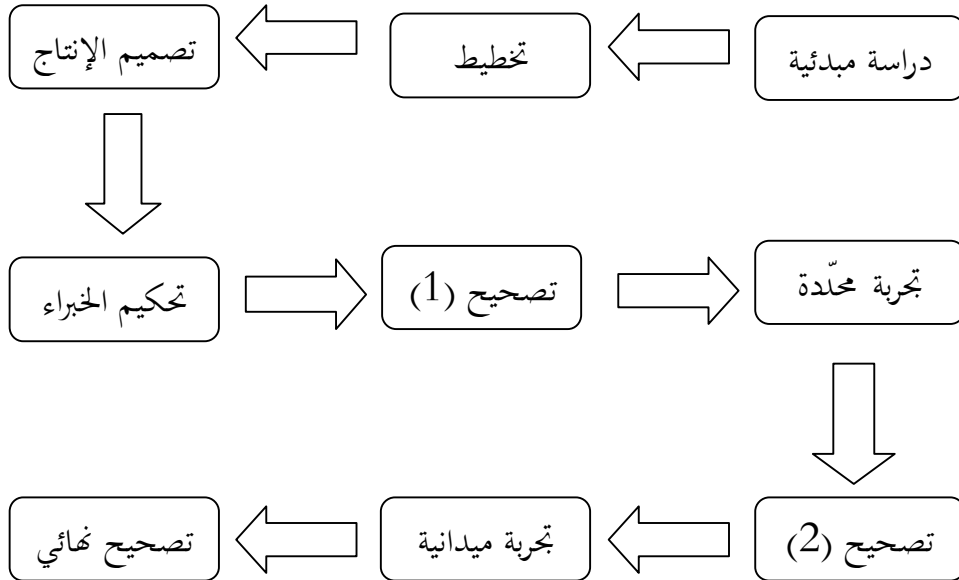 دراسة مبدئية
تخطيط
تصميم الإنتاج
تحكيم الخبراء
تصحيح (1)
تجربة محدّدة
تصحيح (2)
تجربة ميدانية
تصحيح نهائي